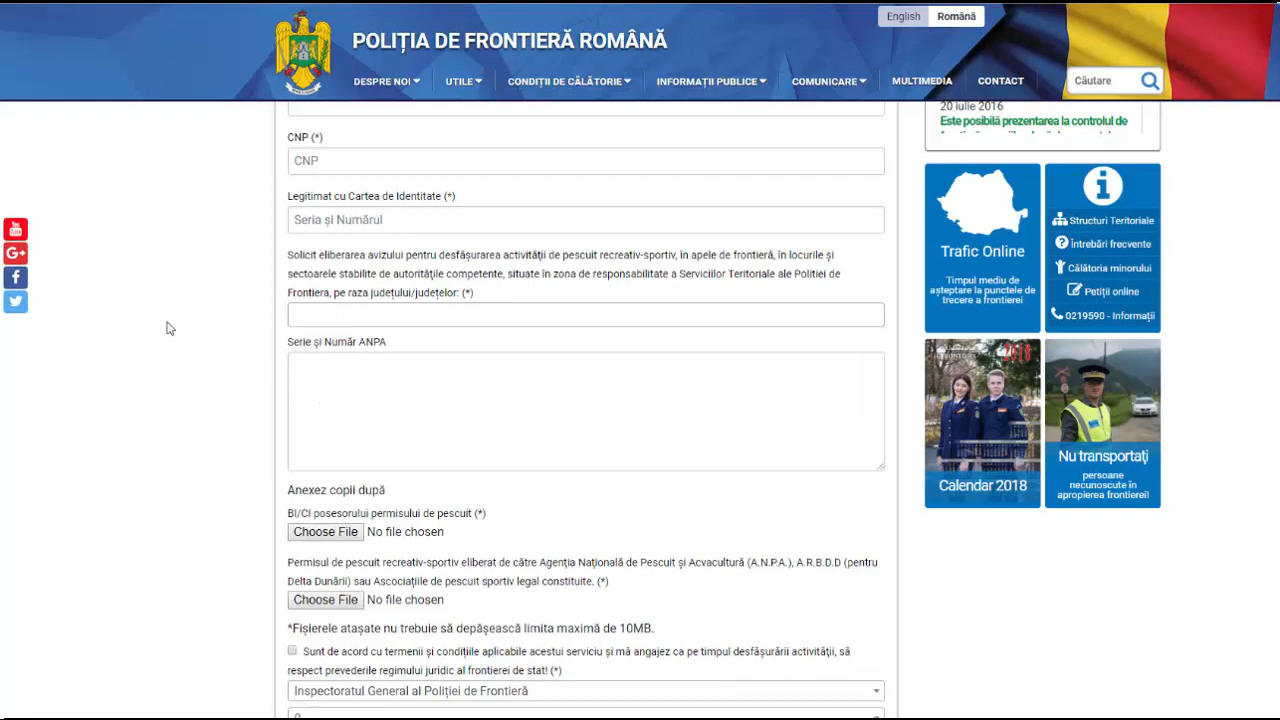 English Română
POLIȚIA DE FRONTIERĂ ROMÂNĂ
DESPRE NOI UTILE CONDIȚII DE CĂLĂTORIE INFORMAȚII PUBLICE COMUNICARE MULTIMEDIA CONTACT Căutare
20 iulie 2016
Este posibilă prezentarea la controlul de
CNP (*)
CNP
Legitimat cu Cartea de Identitate (*)
Seria și Numărul
Solicit eliberarea avizului pentru desfășurarea activității de pescuit recreativ-sportiv, în apele de frontieră, în locurile și
sectoarele stabilite de autoritățile competente, situate în zona de responsabilitate a Serviciilor Teritoriale ale Politiei de
Frontiera, pe raza județului/județelor: (*)
Serie și Număr ANPA
Anexez copii după
BI/CI posesorului permisului de pescuit (*)
Choose File No file chosen
Permisul de pescuit recreativ-sportiv eliberat de către Agenția Națională de Pescuit și Acvacultură (A.N.P.A.), A.R.B.D.D (pentru
Delta Dunării) sau Asociațiile de pescuit sportiv legal constituite. (*)
Choose File No file chosen
*Fișierele atașate nu trebuie să depășească limita maximă de 10MB.
Sunt de acord cu termenii și condițiile aplicabile acestui serviciu și mă angajez ca pe timpul desfășurării activității, să
respect prevederile regimului juridic al frontierei de stat! (*)
Inspectoratul General al Poliției de Frontieră
Trafic Online
Timpul mediu de
așteptare la punctele de
trecere a frontierei
Structuri Teritoriale
Întrebări frecvente
Călătoria minorului
Petiții online
0219590 - Informații
2018
Calendar 2018
Nu transportați
persoane
necunoscute în
apropierea frontierei!